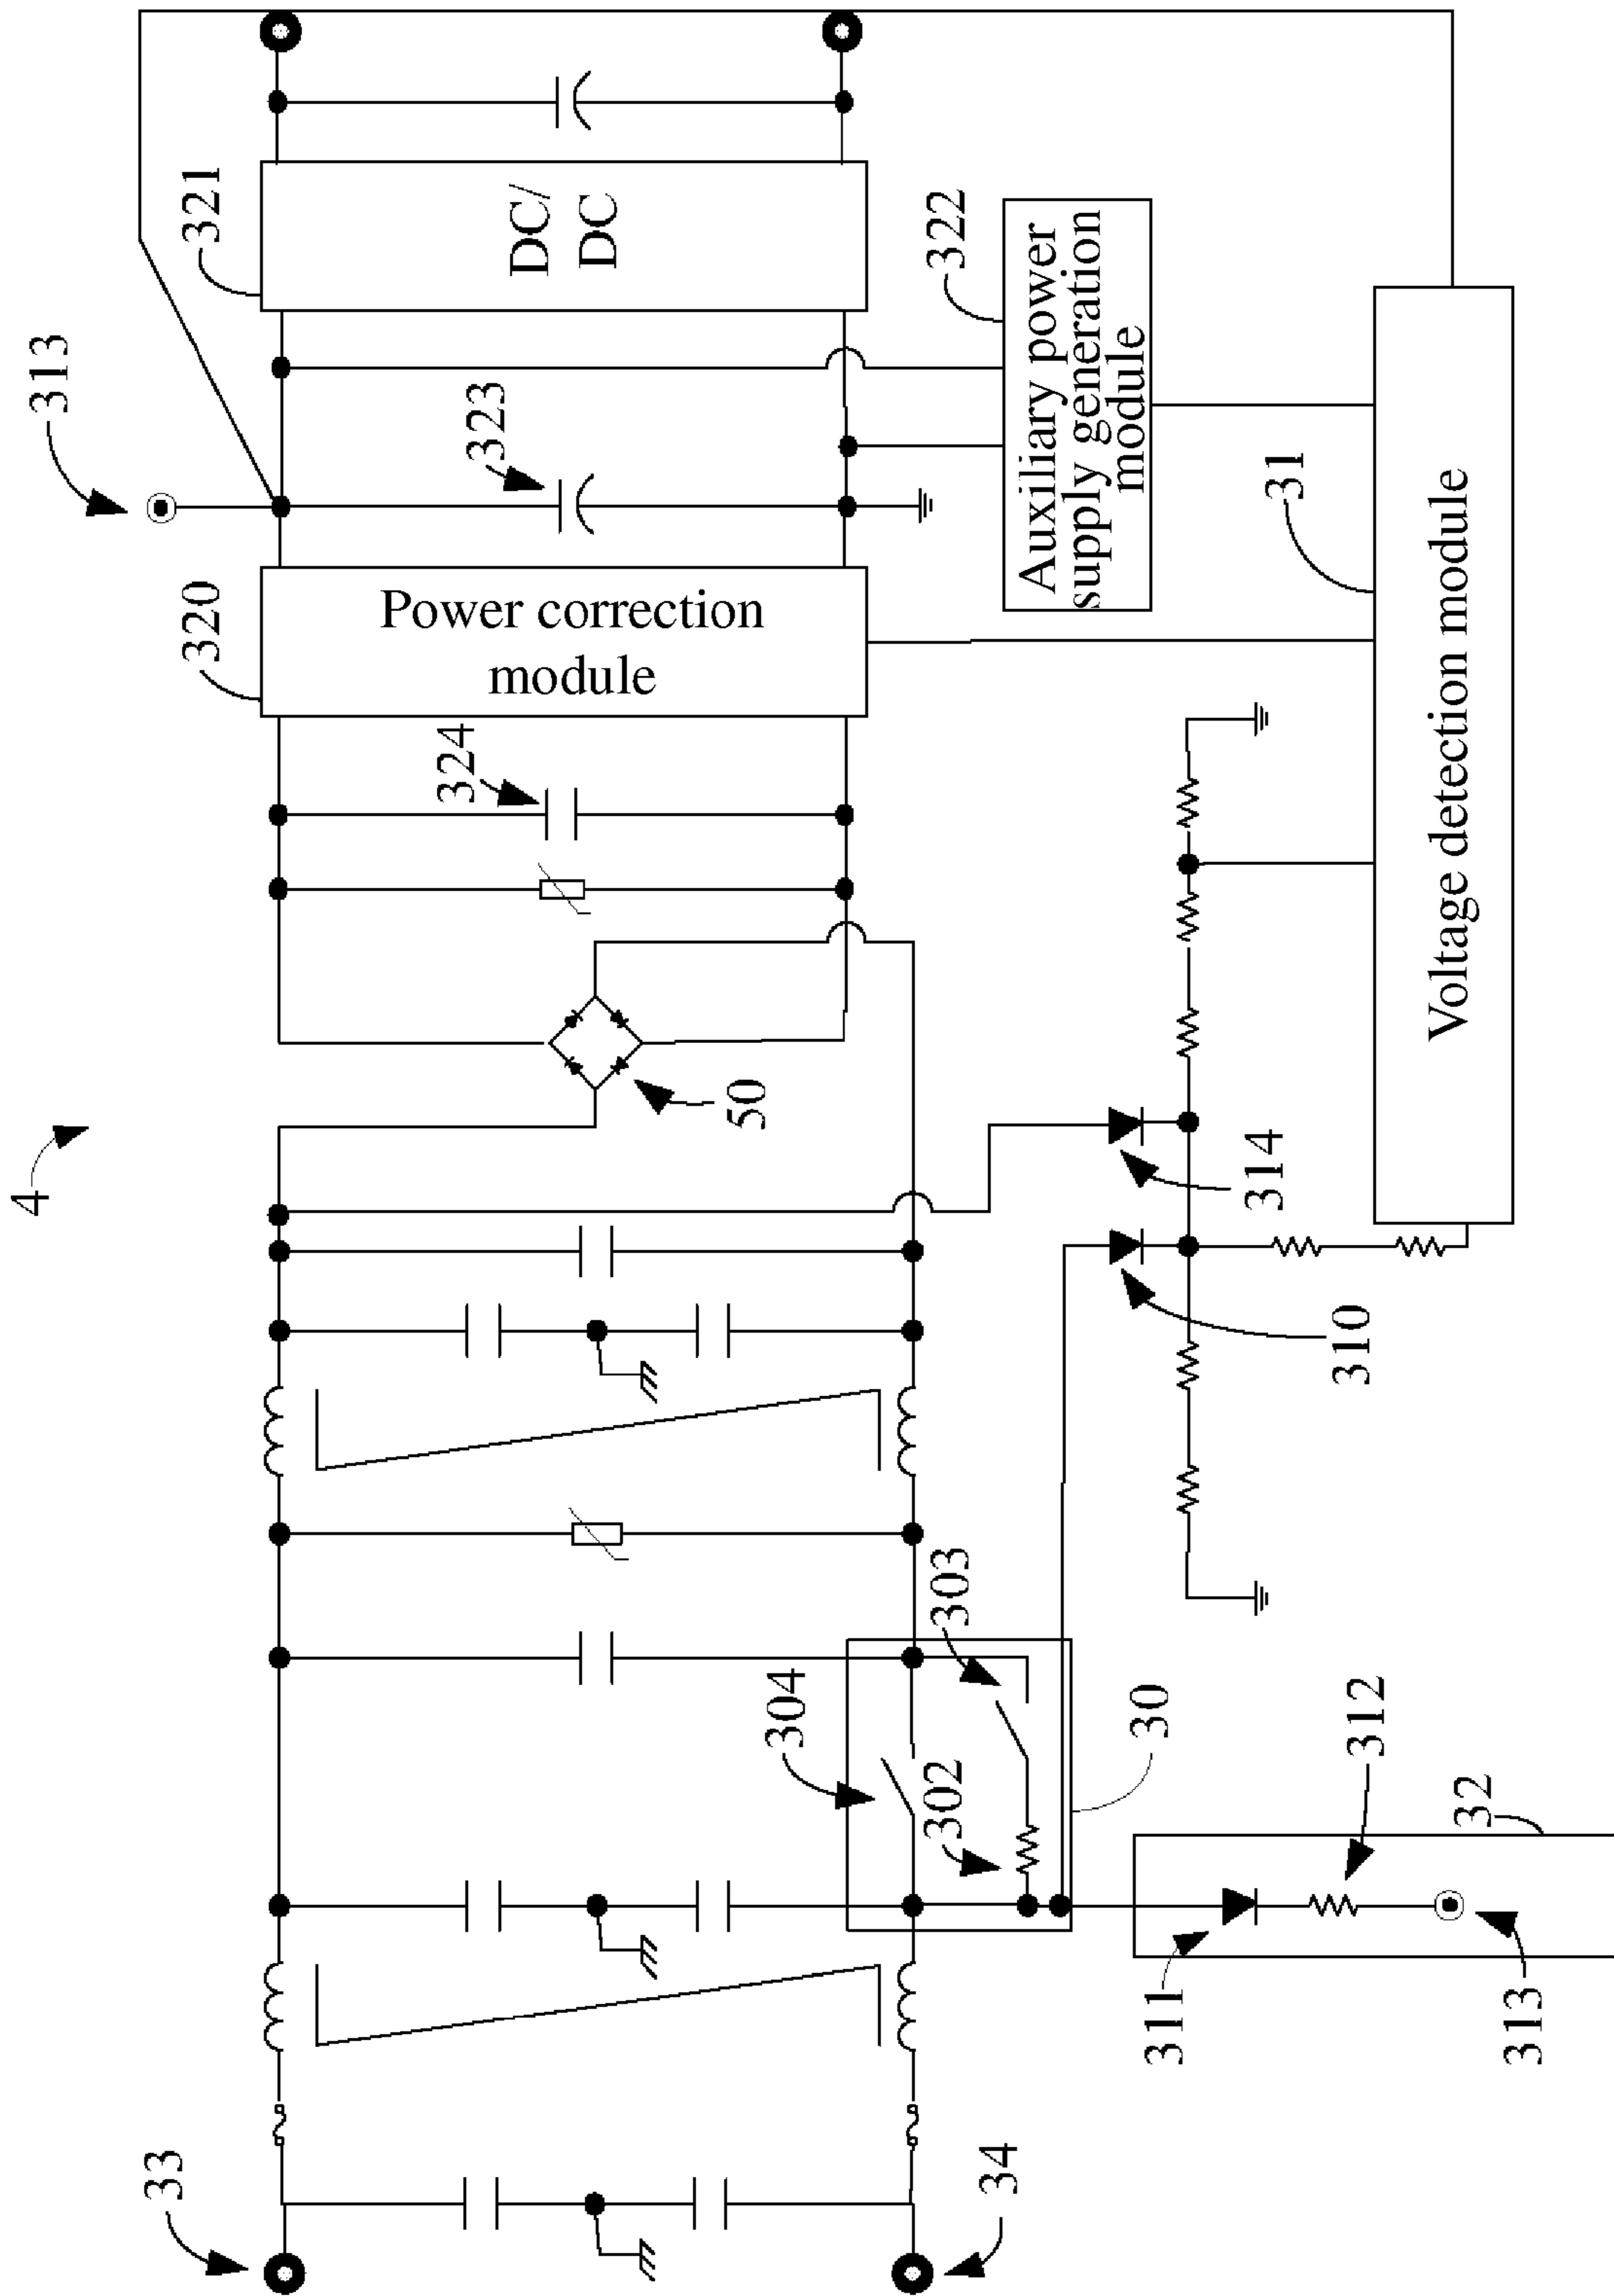 4
33
34
50
304
303
302
30
32
311
312
313
310
314
324
320
Power correction
module
323
313
321
DC/
DC
322
Auxiliary power
supply generation
module
31
Voltage detection module